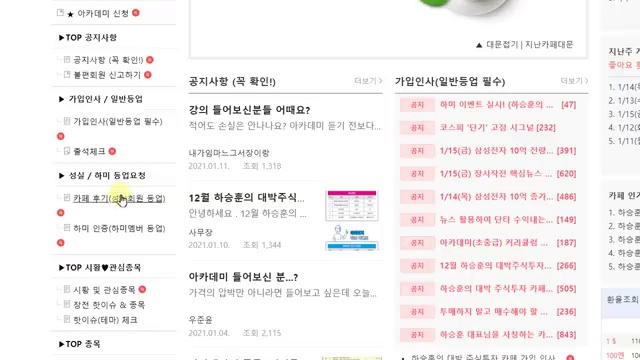 ★ 아카데미 신청
▶TOP 공지사항
공지사항 (꼭 확인!)
불편회원 신고하기
▶ 가입인사 / 일반등업
가입인사(일반등업 필수)
출석체크
▶ 성실 / 하미 등업요청
카페 후기(성실회원 등업)
하미 인증(하미멤버 등업)
▶TOP 시황♥관심종목
시황 및 관심종목
장전 핫이슈 & 종목
핫이슈(테마) 체크
▶TOP 종목
▲ 대문접기 | 지난카페대문
공지사항 (꼭 확인!)
더보기 >
강의 들어보신분들 어때요?
적어도 손실은 안나나요? 아카데미 듣기 전보다...
내가임마느그서장이랑
2021.01.11. 조회 1,318
12월 하승훈의 대박주식...
안녕하세요 . 12월 하승훈의 ...
사무장
2021.01.10. 조회 1,344
아카데미 들어보신 분...?
가격의 압박만 아니라면 들어보고 싶은데 오늘...
우준윤
2021.01.04. 조회 2,115
가입인사(일반등업 필수)
더보기 >
공지 하미 이벤트 실시! (하승훈의 ... [47]
공지 코스피 '단기' 고점 시그널 [232]
공지 1/15(금) 삼성전자 10억 전량... [391]
공지 1/15(금) 장사작전 핵심뉴스 ... [620]
공지 1/14(목) 삼성전자 10억 중가... [486]
공지 뉴스 활용하여 단타 수익내는... [149]
공지 아카데미(초중급) 커리큘럼 ... [187]
공지 12월 하승훈의 대박주식투자... [266]
공지 하승훈의 대박 주식투자 카페... [505]
공지 투매하지 말고 매수해야 할 ... [236]
공지 하승훈 대표님을 사칭하는 카... [843]
지난주
좋아요
1. 1/14(
2. 1/13(
3. 1/15(
4. 1/12(
5. 1/15(
카페 인
1. 하승훈
2. 하승훈
3. 하승훈
4. 하승훈
5. 하승훈
환율조회
1 $
100엔